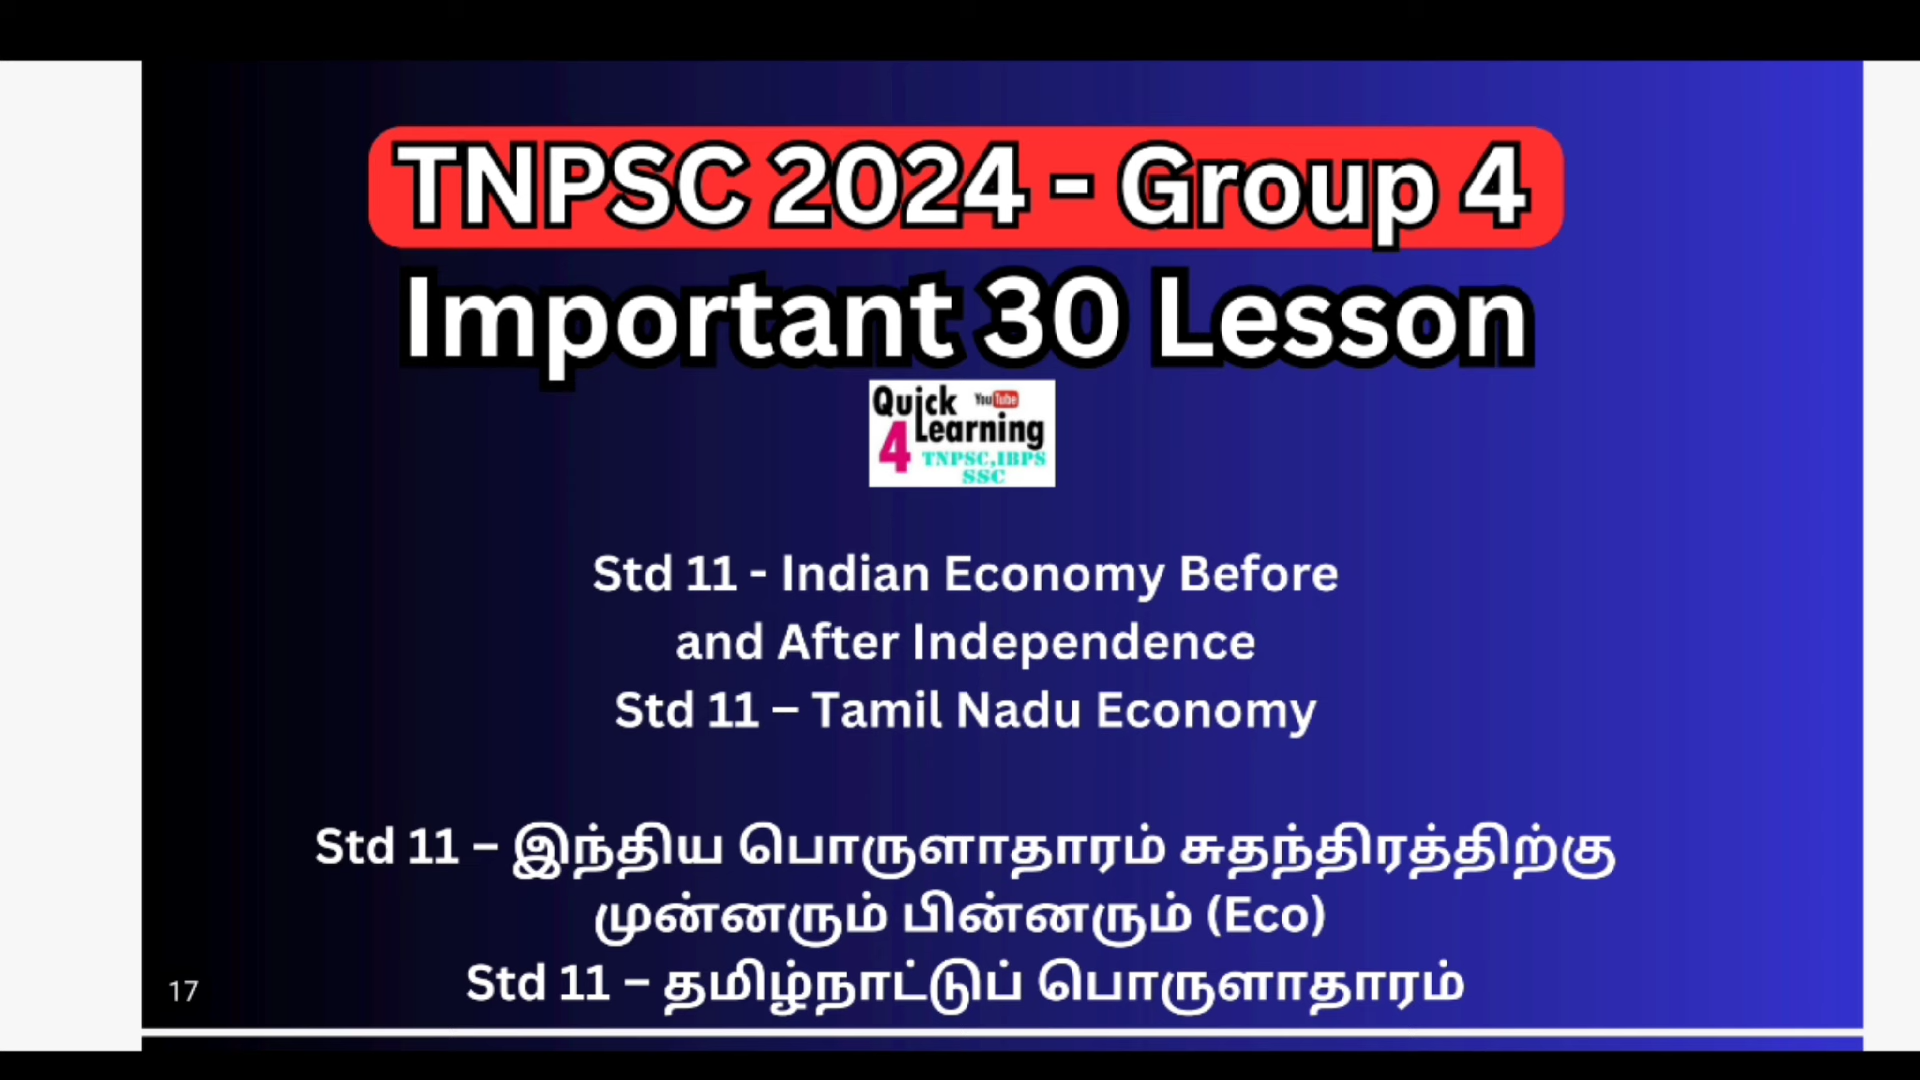 TNPSC 2024 - Group 4
Important 30 Lesson
Quick YouTube
4 Learning
TNPSC,IBPS
SSC
Std 11 - Indian Economy Before
and After Independence
Std 11 – Tamil Nadu Economy
Std 11 – இந்திய பொருளாதாரம் சுதந்திரத்திற்கு
முன்னரும் பின்னரும் (Eco)
Std 11 – தமிழ்நாட்டுப் பொருளாதாரம்
17